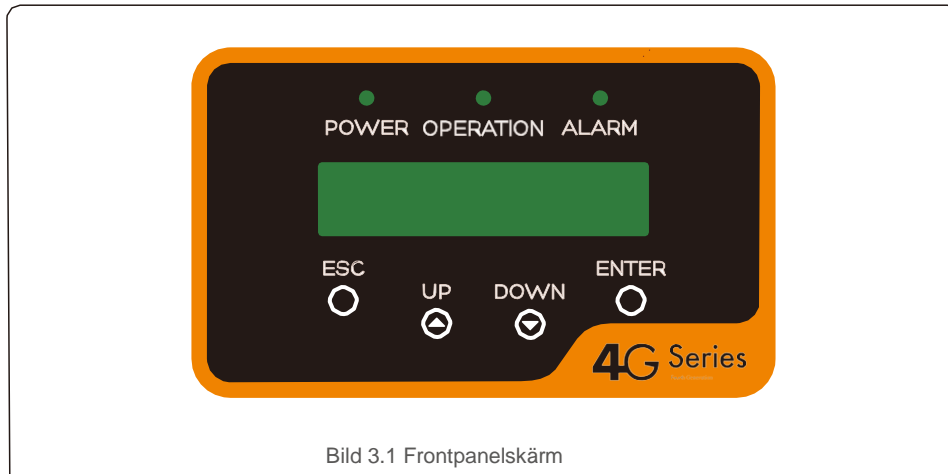 POWER OPERATION ALARM
ESC ENTER
UP DOWN
4G Series
Bild 3.1 Frontpanelskärm